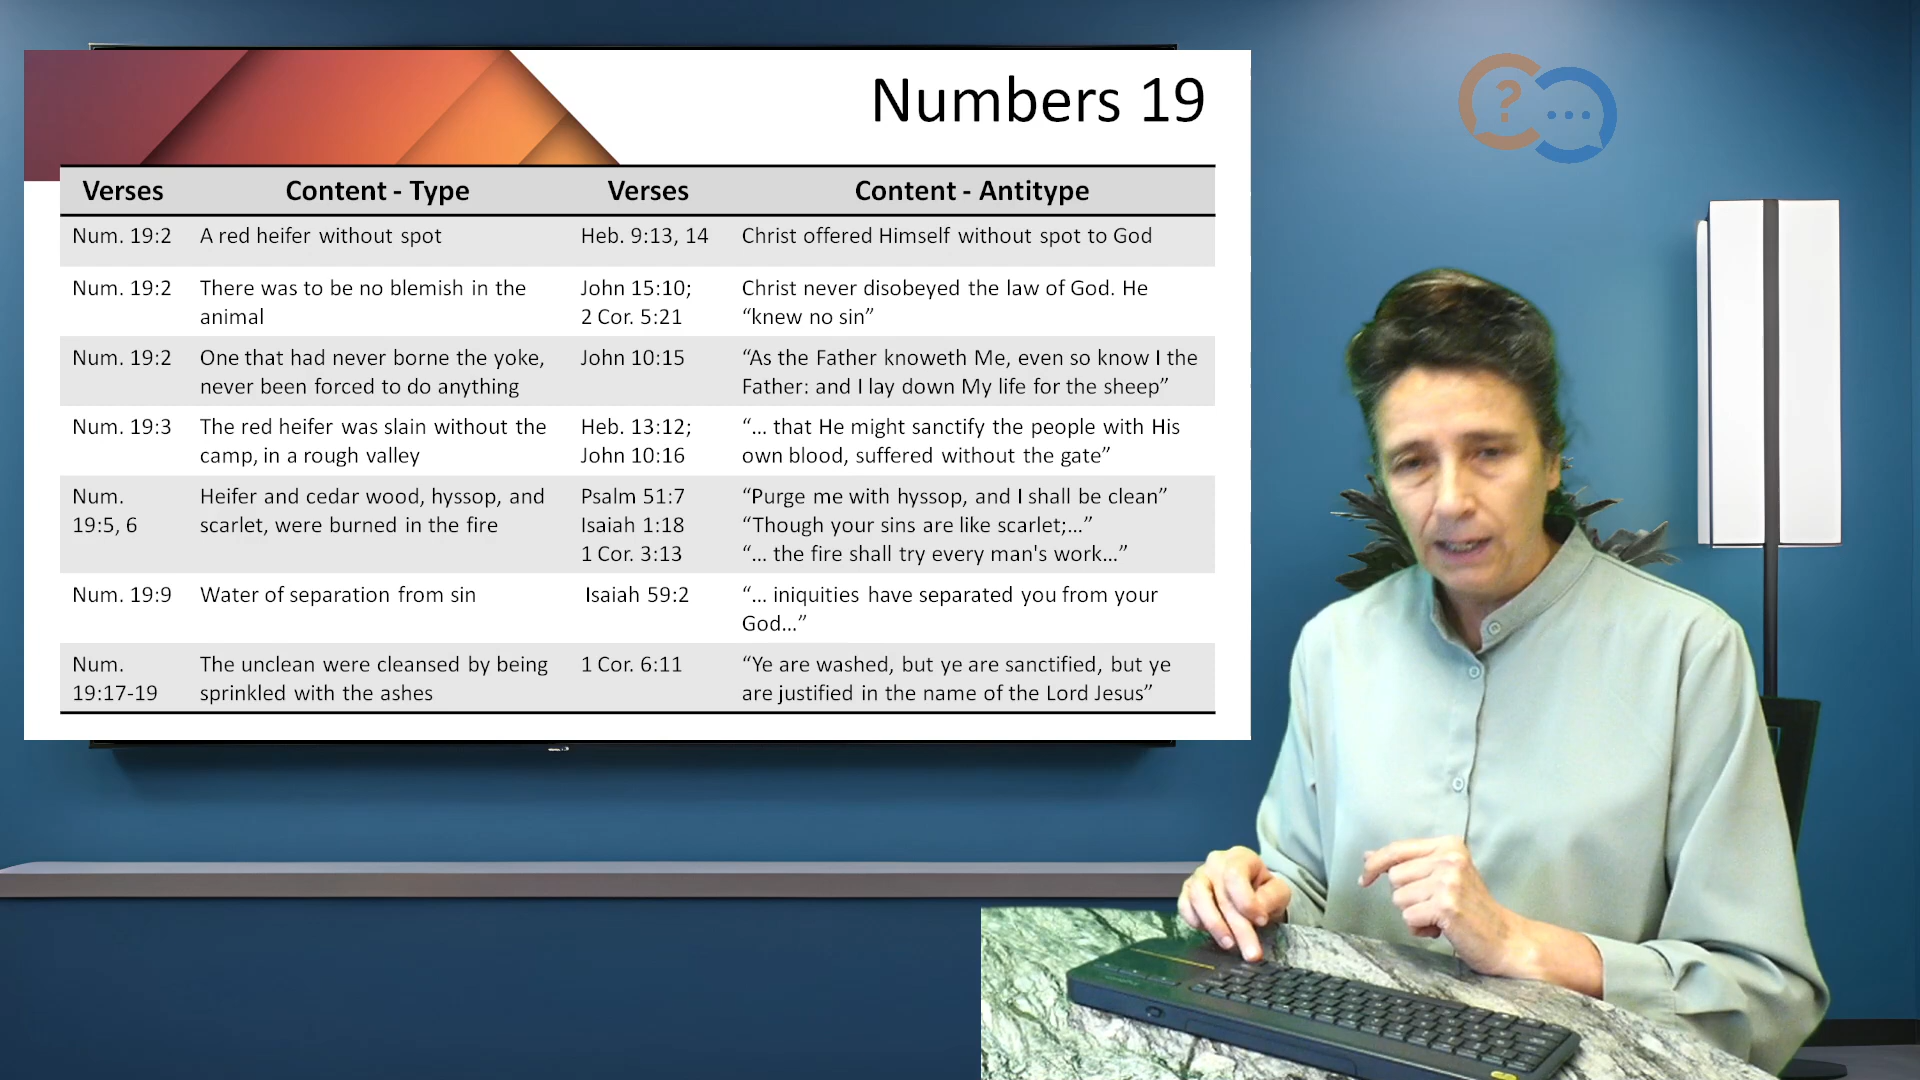 Numbers 19
Verses Content - Type Verses Content - Antitype
Num. 19:2 A red heifer without spot Heb. 9:13, 14 Christ offered Himself without spot to God
Num. 19:2 There was to be no blemish in the John 15:10; Christ never disobeyed the law of God. He
animal 2 Cor. 5:21 “knew no sin”
Num. 19:2 One that had never borne the yoke, John 10:15 “As the Father knoweth Me, even so know I the
never been forced to do anything Father: and I lay down My life for the sheep”
Num. 19:3 The red heifer was slain without the Heb. 13:12; “... that He might sanctify the people with His
camp, in a rough valley John 10:16 own blood, suffered without the gate”
Num. Heifer and cedar wood, hyssop, and Psalm 51:7 “Purge me with hyssop, and I shall be clean”
19:5, 6 scarlet, were burned in the fire Isaiah 1:18 “Though your sins are like scarlet;...”
1 Cor. 3:13 “... the fire shall try every man's work...”
Num. 19:9 Water of separation from sin Isaiah 59:2 “... iniquities have separated you from your
God...”
Num. The unclean were cleansed by being 1 Cor. 6:11 “Ye are washed, but ye are sanctified, but ye
19:17-19 sprinkled with the ashes are justified in the name of the Lord Jesus”
? ...